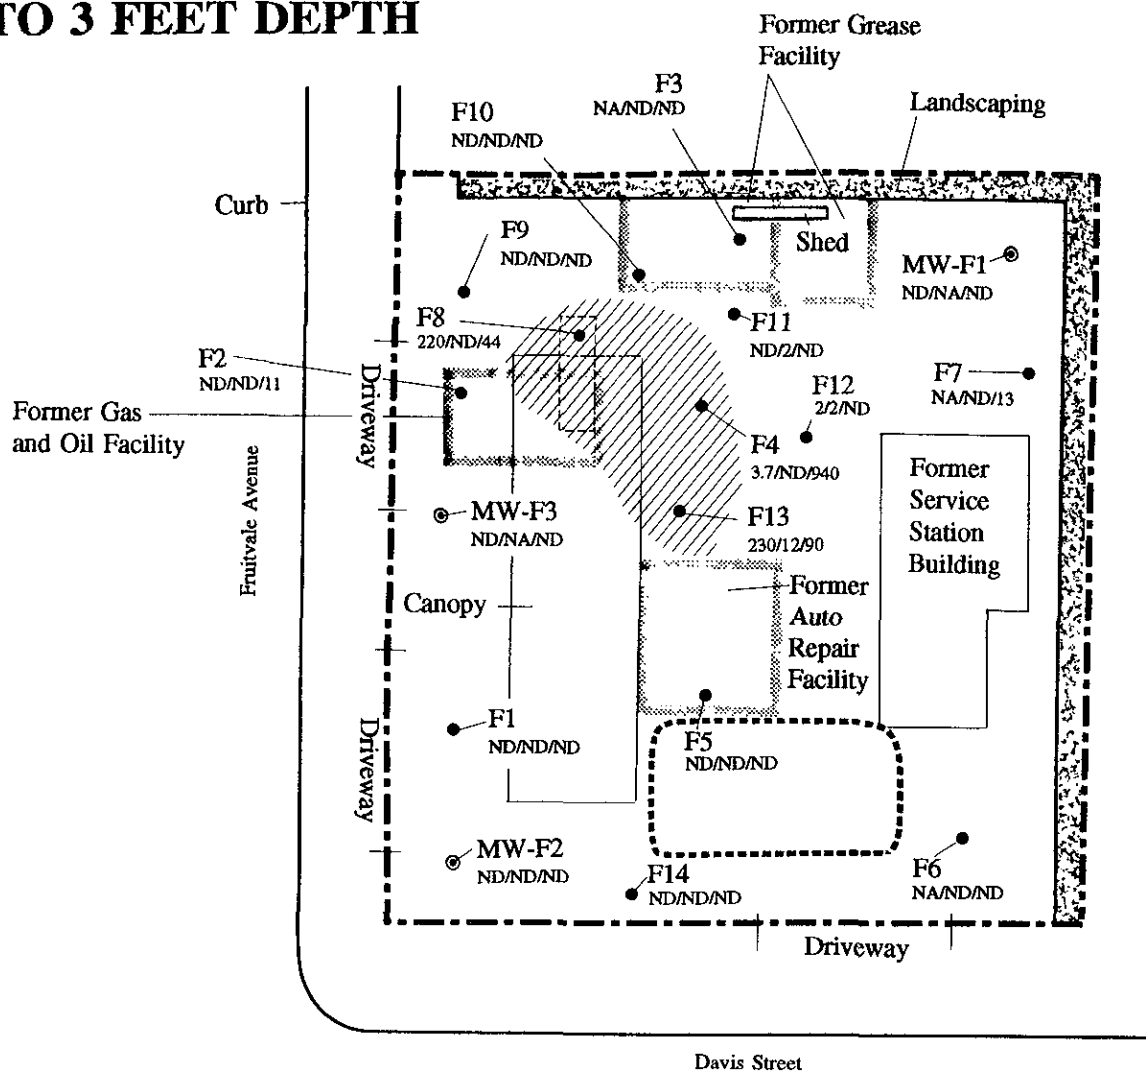 TO 3 FEET DEPTH
Former Grease
Facility
F3
NA/ND/ND
Landscaping
F10
ND/ND/ND
Curb
F9
ND/ND/ND
Shed
MW-F1
ND/NA/ND
F8
220/ND/44
F11
ND/2/ND
F2
ND/ND/11
Driveway
F12
2/2/ND
F7
NA/ND/13
Former Gas
and Oil Facility
F4
3.7/ND/940
Former
Service
Station
Building
Fruitvale Avenue
MW-F3
ND/NA/ND
F13
230/12/90
Canopy
Former
Auto
Repair
Facility
F1
ND/ND/ND
F5
ND/ND/ND
Driveway
MW-F2
ND/ND/ND
F14
ND/ND/ND
F6
NA/ND/ND
Driveway
Davis Street